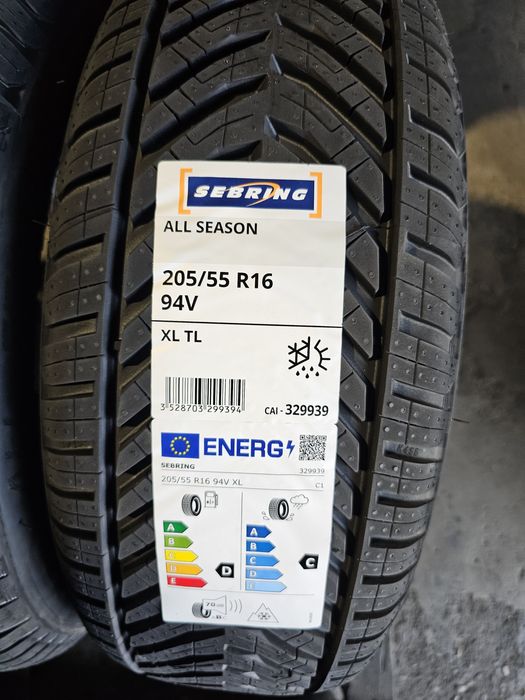 SEBRING
ALL SEASON
205/55 R16
94V
XL TL
3 528703 299394
CAI - 329939
ENERG
SEBRING
329939
205/55 R16 94V XL
C1
A
B
C
D
E
D
A
B
C
D
E
C
70 dB